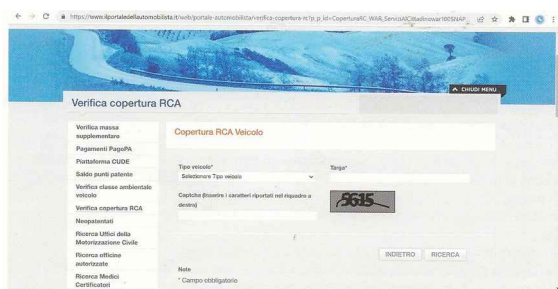 https://www.ilportaledellautomobilista.it/web/portale-automobilista/verifica-copertura-rc?p_p_id=CoperturaRC_WAR_ServiziAlCittadinowar100SNAP...
CHIUDI MENU
Verifica copertura RCA
Verifica massa
supplementare
Pagamenti PagoPA
Piattaforma CUDE
Saldo punti patente
Verifica classe ambientale
veicolo
Verifica copertura RCA
Neopatentati
Ricerca Uffici della
Motorizzazione Civile
Ricerca officine
autorizzate
Ricerca Medici
Certificatori
Copertura RCA Veicolo
Tipo veicolo*
Targa*
Selezionare Tipo veicolo
Captcha (Inserire i caratteri riportati nel riquadro a
destra)
5615
INDIETRO
RICERCA
Note
* Campo obbligatorio